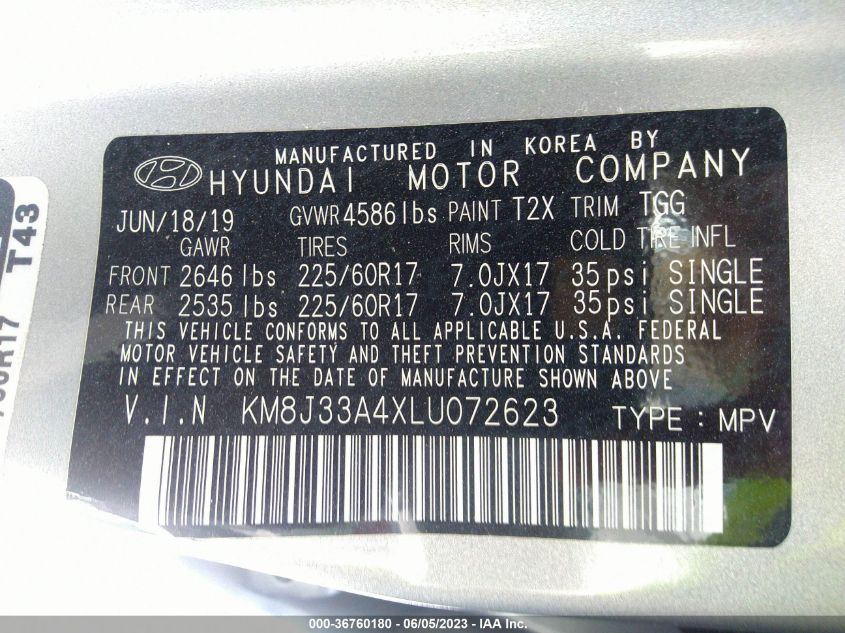 MANUFACTURED IN KOREA BY
HYUNDAI MOTOR COMPANY
JUN/18/19 GVWR 4586 lbs PAINT T2X TRIM TGG
GAWR TIRES RIMS COLD TIRE INFL
FRONT 2646 lbs 225/60R17 7.0JX17 35psi SINGLE
REAR 2535 lbs 225/60R17 7.0JX17 35psi SINGLE
THIS VEHICLE CONFORMS TO ALL APPLICABLE U.S.A. FEDERAL
MOTOR VEHICLE SAFETY AND THEFT PREVENTION STANDARDS
IN EFFECT ON THE DATE OF MANUFACTURE SHOWN ABOVE
V.I.N KM8J33A4XLU072623 TYPE : MPV
T43
000-36760180 - 06/05/2023 - IAA Inc.